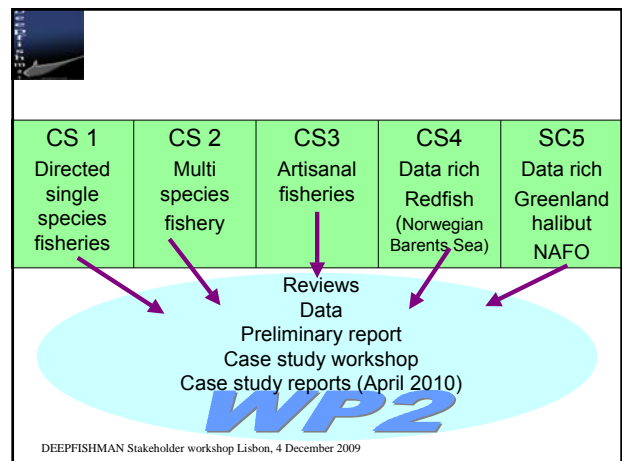 Deepfishman
CS 1
Directed
single
species
fisheries
CS 2
Multi
species
fishery
CS3
Artisanal
fisheries
CS4
Data rich
Redfish
(Norwegian
Barents Sea)
SC5
Data rich
Greenland
halibut
NAFO
Reviews
Data
Preliminary report
Case study workshop
Case study reports (April 2010)
WP2
DEEPFISHMAN Stakeholder workshop Lisbon, 4 December 2009